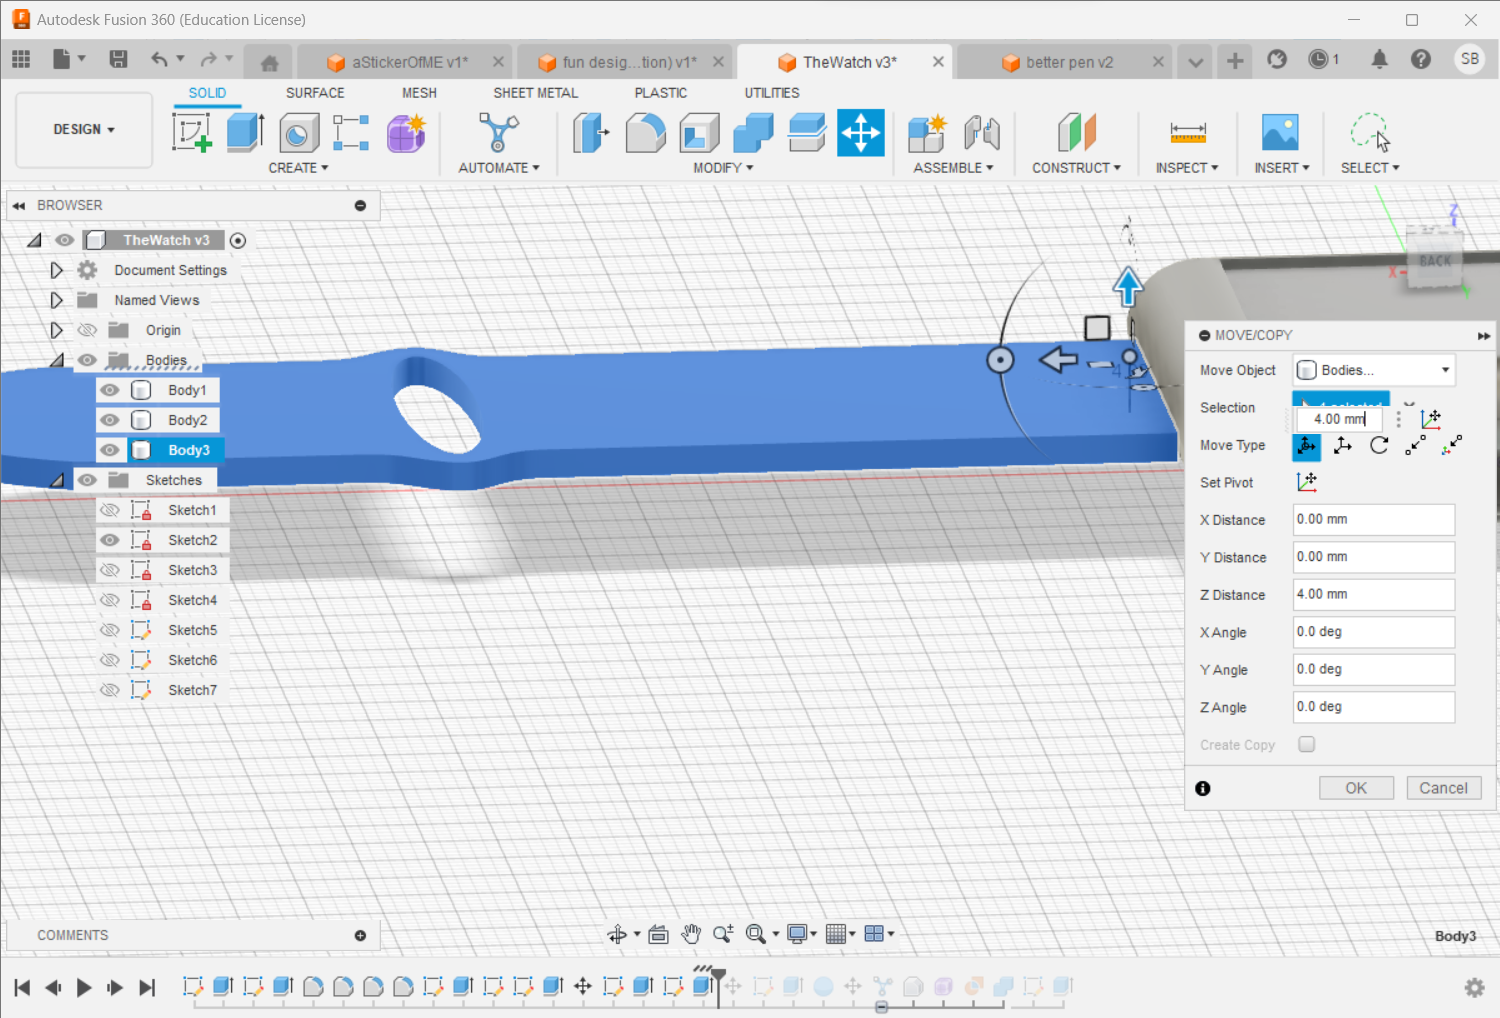 Autodesk Fusion 360 (Education License)
aStickerOfME v1*
fun desig...tion) v1*
TheWatch v3*
better pen v2
1
SB
SOLID
SURFACE
MESH
SHEET METAL
PLASTIC
UTILITIES
DESIGN
CREATE
AUTOMATE
MODIFY
ASSEMBLE
CONSTRUCT
INSPECT
INSERT
SELECT
BROWSER
TheWatch v3
Document Settings
Named Views
Origin
Bodies
Body1
Body2
Body3
Sketches
Sketch1
Sketch2
Sketch3
Sketch4
Sketch5
Sketch6
Sketch7
Z
BACK
X
MOVE/COPY
Move Object
Bodies...
Selection
1 selected
4.00 mm
Move Type
Set Pivot
X Distance
0.00 mm
Y Distance
0.00 mm
Z Distance
4.00 mm
X Angle
0.0 deg
Y Angle
0.0 deg
Z Angle
0.0 deg
Create Copy
OK
Cancel
COMMENTS
Body3